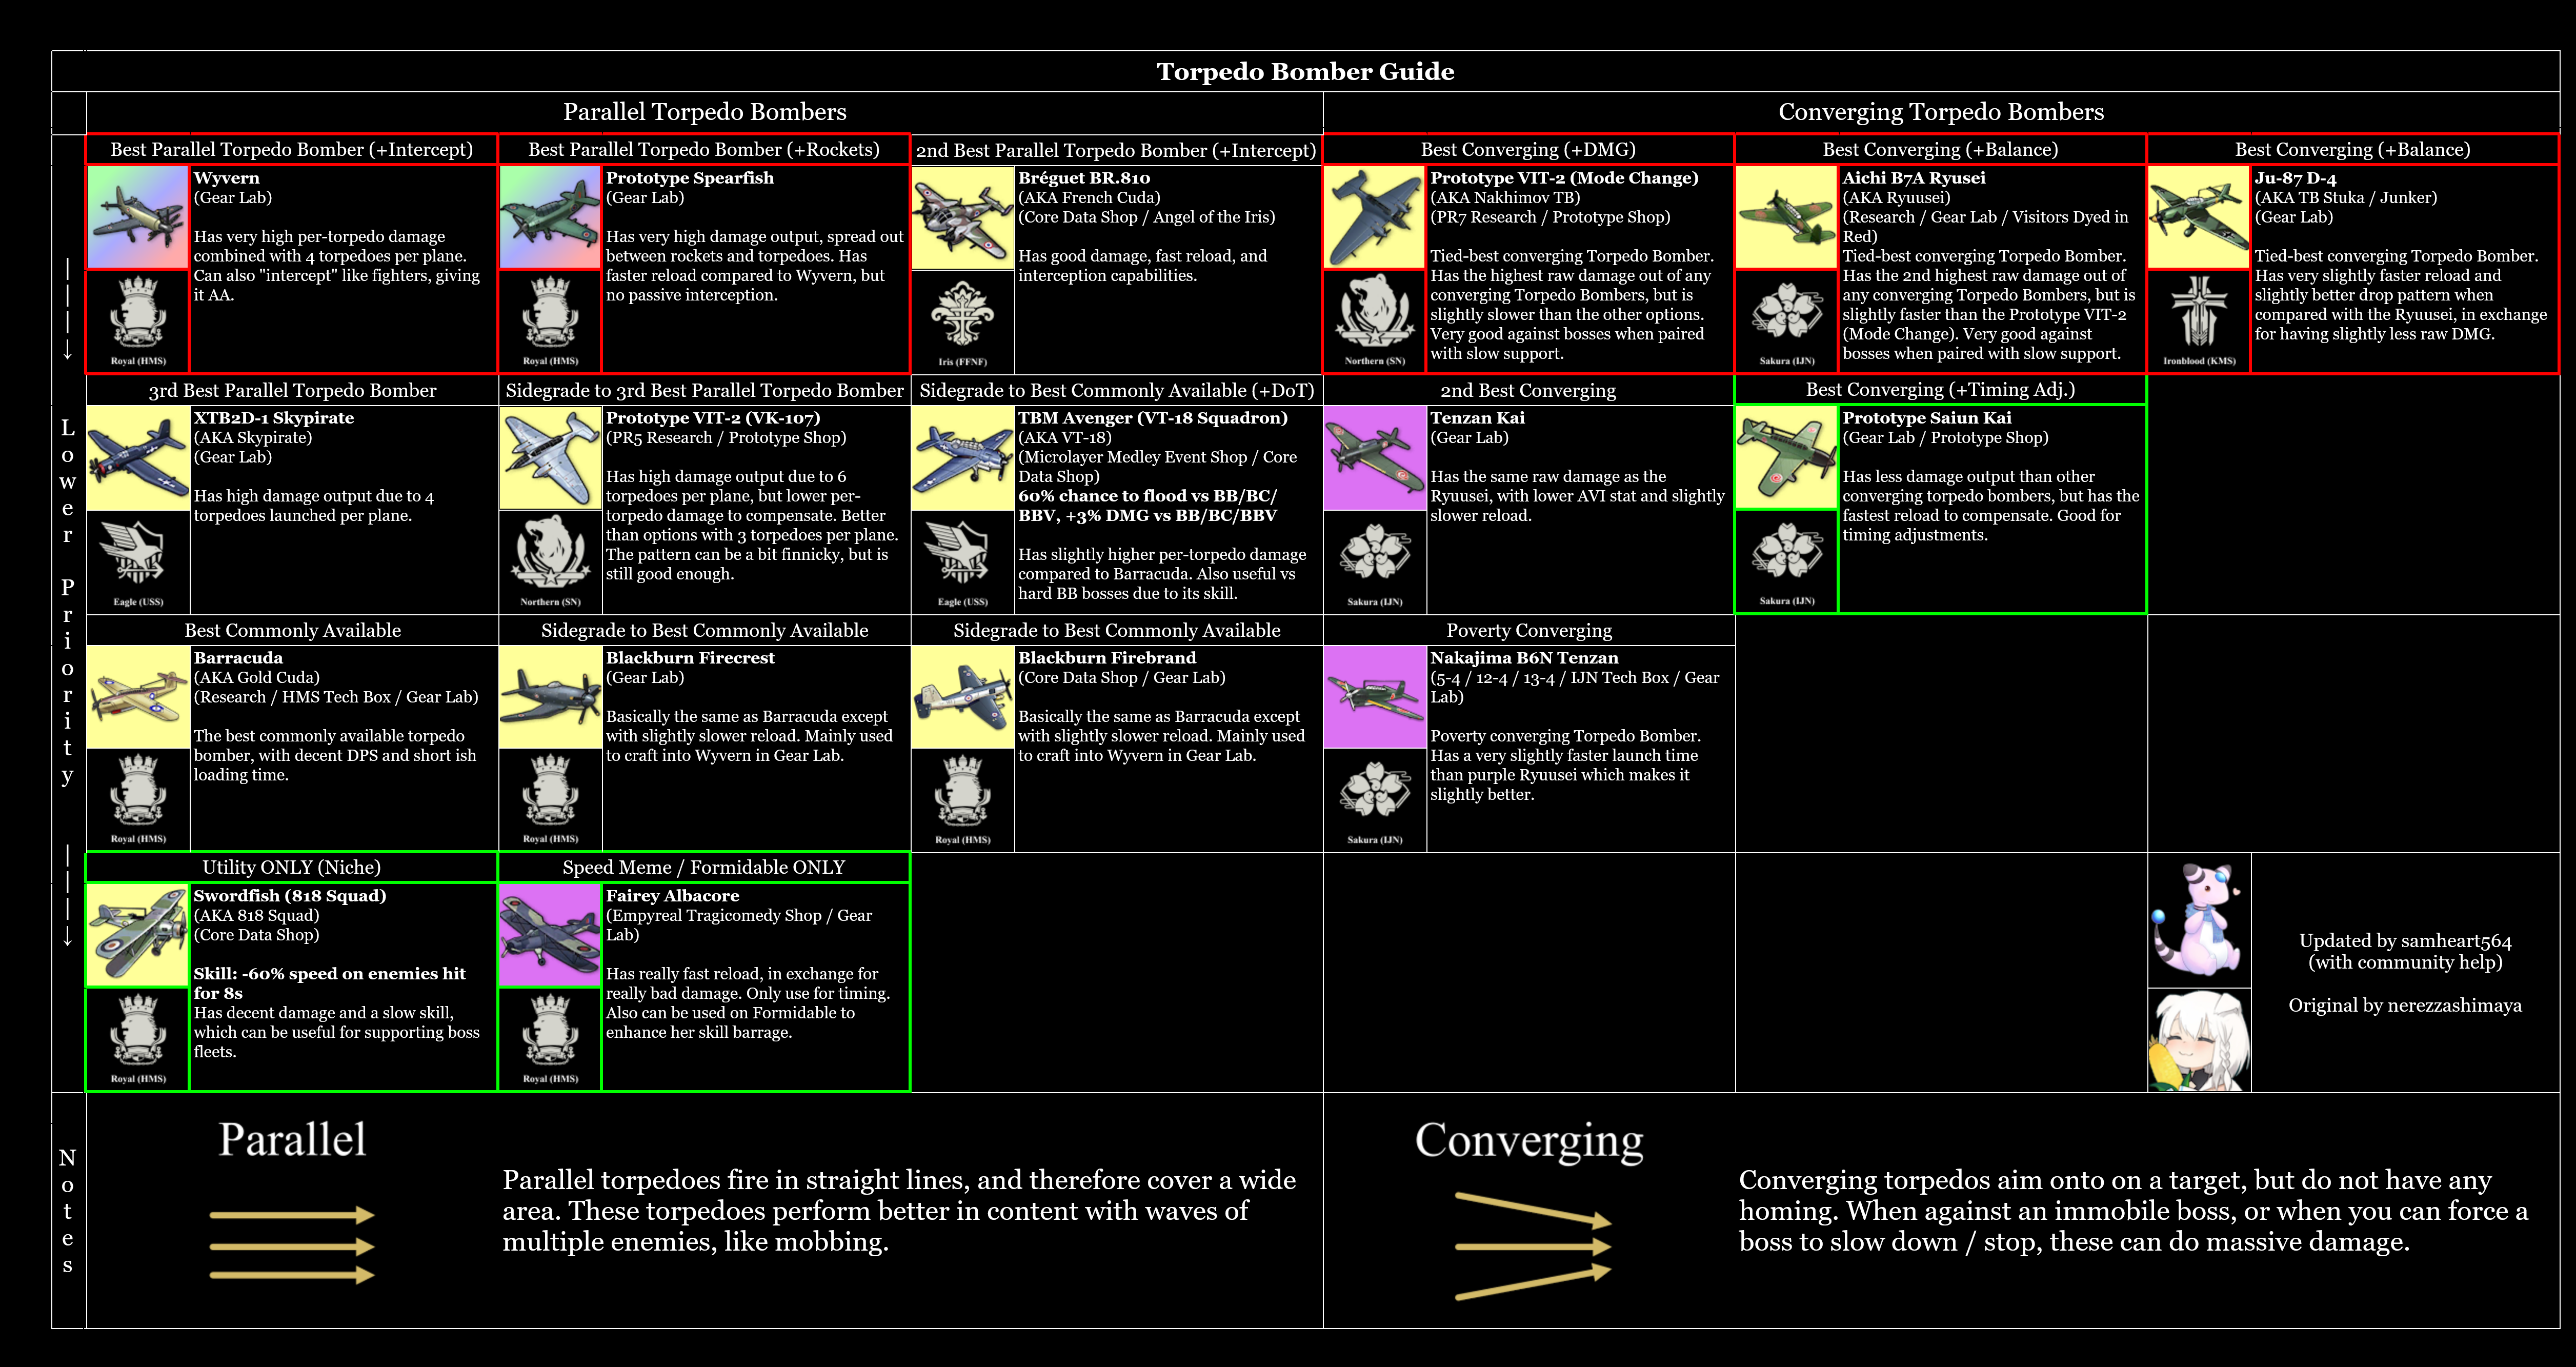 Torpedo Bomber Guide
Parallel Torpedo Bombers
Converging Torpedo Bombers
Lower Priority
Best Parallel Torpedo Bomber (+Intercept)
Wyvern
(Gear Lab)
Has very high per-torpedo damage
combined with 4 torpedoes per plane.
Can also "intercept" like fighters, giving
it AA.
Royal (HMS)
Best Parallel Torpedo Bomber (+Rockets)
Prototype Spearfish
(Gear Lab)
Has very high damage output, spread out
between rockets and torpedoes. Has
faster reload compared to Wyvern, but
no passive interception.
Royal (HMS)
2nd Best Parallel Torpedo Bomber (+Intercept)
Bréguet BR.810
(AKA French Cuda)
(Core Data Shop / Angel of the Iris)
Has good damage, fast reload, and
interception capabilities.
Iris (FFNF)
Best Converging (+DMG)
Prototype VIT-2 (Mode Change)
(AKA Nakhimov TB)
(PR7 Research / Prototype Shop)
Tied-best converging Torpedo Bomber.
Has the highest raw damage out of any
converging Torpedo Bombers, but is
slightly slower than the other options.
Very good against bosses when paired
with slow support.
Northern (SN)
Best Converging (+Balance)
Aichi B7A Ryusei
(AKA Ryuusei)
(Research / Gear Lab / Visitors Dyed in
Red)
Tied-best converging Torpedo Bomber.
Has the 2nd highest raw damage out of
any converging Torpedo Bombers, but is
slightly faster than the Prototype VIT-2
(Mode Change). Very good against
bosses when paired with slow support.
Sakura (IJN)
Best Converging (+Balance)
Ju-87 D-4
(AKA TB Stuka / Junker)
(Gear Lab)
Tied-best converging Torpedo Bomber.
Has very slightly faster reload and
slightly better drop pattern when
compared with the Ryuusei, in exchange
for having slightly less raw DMG.
Ironblood (KMS)
3rd Best Parallel Torpedo Bomber
XTB2D-1 Skypirate
(AKA Skypirate)
(Gear Lab)
Has high damage output due to 4
torpedoes launched per plane.
Eagle (USS)
Sidegrade to 3rd Best Parallel Torpedo Bomber
Prototype VIT-2 (VK-107)
(PR5 Research / Prototype Shop)
Has high damage output due to 6
torpedoes per plane, but lower per-
torpedo damage to compensate. Better
than options with 3 torpedoes per plane.
The pattern can be a bit finnicky, but is
still good enough.
Northern (SN)
Sidegrade to Best Commonly Available (+DoT)
TBM Avenger (VT-18 Squadron)
(AKA VT-18)
(Microlayer Medley Event Shop / Core
Data Shop)
60% chance to flood vs BB/BC/
BBV, +3% DMG vs BB/BC/BBV
Has slightly higher per-torpedo damage
compared to Barracuda. Also useful vs
hard BB bosses due to its skill.
Eagle (USS)
2nd Best Converging
Tenzan Kai
(Gear Lab)
Has the same raw damage as the
Ryuusei, with lower AVI stat and slightly
slower reload.
Sakura (IJN)
Best Converging (+Timing Adj.)
Prototype Saiun Kai
(Gear Lab / Prototype Shop)
Has less damage output than other
converging torpedo bombers, but has the
fastest reload to compensate. Good for
timing adjustments.
Sakura (IJN)
Best Commonly Available
Barracuda
(AKA Gold Cuda)
(Research / HMS Tech Box / Gear Lab)
The best commonly available torpedo
bomber, with decent DPS and short ish
loading time.
Royal (HMS)
Sidegrade to Best Commonly Available
Blackburn Firecrest
(Gear Lab)
Basically the same as Barracuda except
with slightly slower reload. Mainly used
to craft into Wyvern in Gear Lab.
Royal (HMS)
Sidegrade to Best Commonly Available
Blackburn Firebrand
(Core Data Shop / Gear Lab)
Basically the same as Barracuda except
with slightly slower reload. Mainly used
to craft into Wyvern in Gear Lab.
Royal (HMS)
Poverty Converging
Nakajima B6N Tenzan
(5-4 / 12-4 / 13-4 / IJN Tech Box / Gear
Lab)
Poverty converging Torpedo Bomber.
Has a very slightly faster launch time
than purple Ryuusei which makes it
slightly better.
Sakura (IJN)
Utility ONLY (Niche)
Swordfish (818 Squad)
(AKA 818 Squad)
(Core Data Shop)
Skill: -60% speed on enemies hit
for 8s
Has decent damage and a slow skill,
which can be useful for supporting boss
fleets.
Royal (HMS)
Speed Meme / Formidable ONLY
Fairey Albacore
(Empyreal Tragicomedy Shop / Gear
Lab)
Has really fast reload, in exchange for
really bad damage. Only use for timing.
Also can be used on Formidable to
enhance her skill barrage.
Royal (HMS)
Updated by samheart564
(with community help)
Original by nerezzashimaya
Notes
Parallel
Parallel torpedoes fire in straight lines, and therefore cover a wide
area. These torpedoes perform better in content with waves of
multiple enemies, like mobbing.
Converging
Converging torpedos aim onto on a target, but do not have any
homing. When against an immobile boss, or when you can force a
boss to slow down / stop, these can do massive damage.